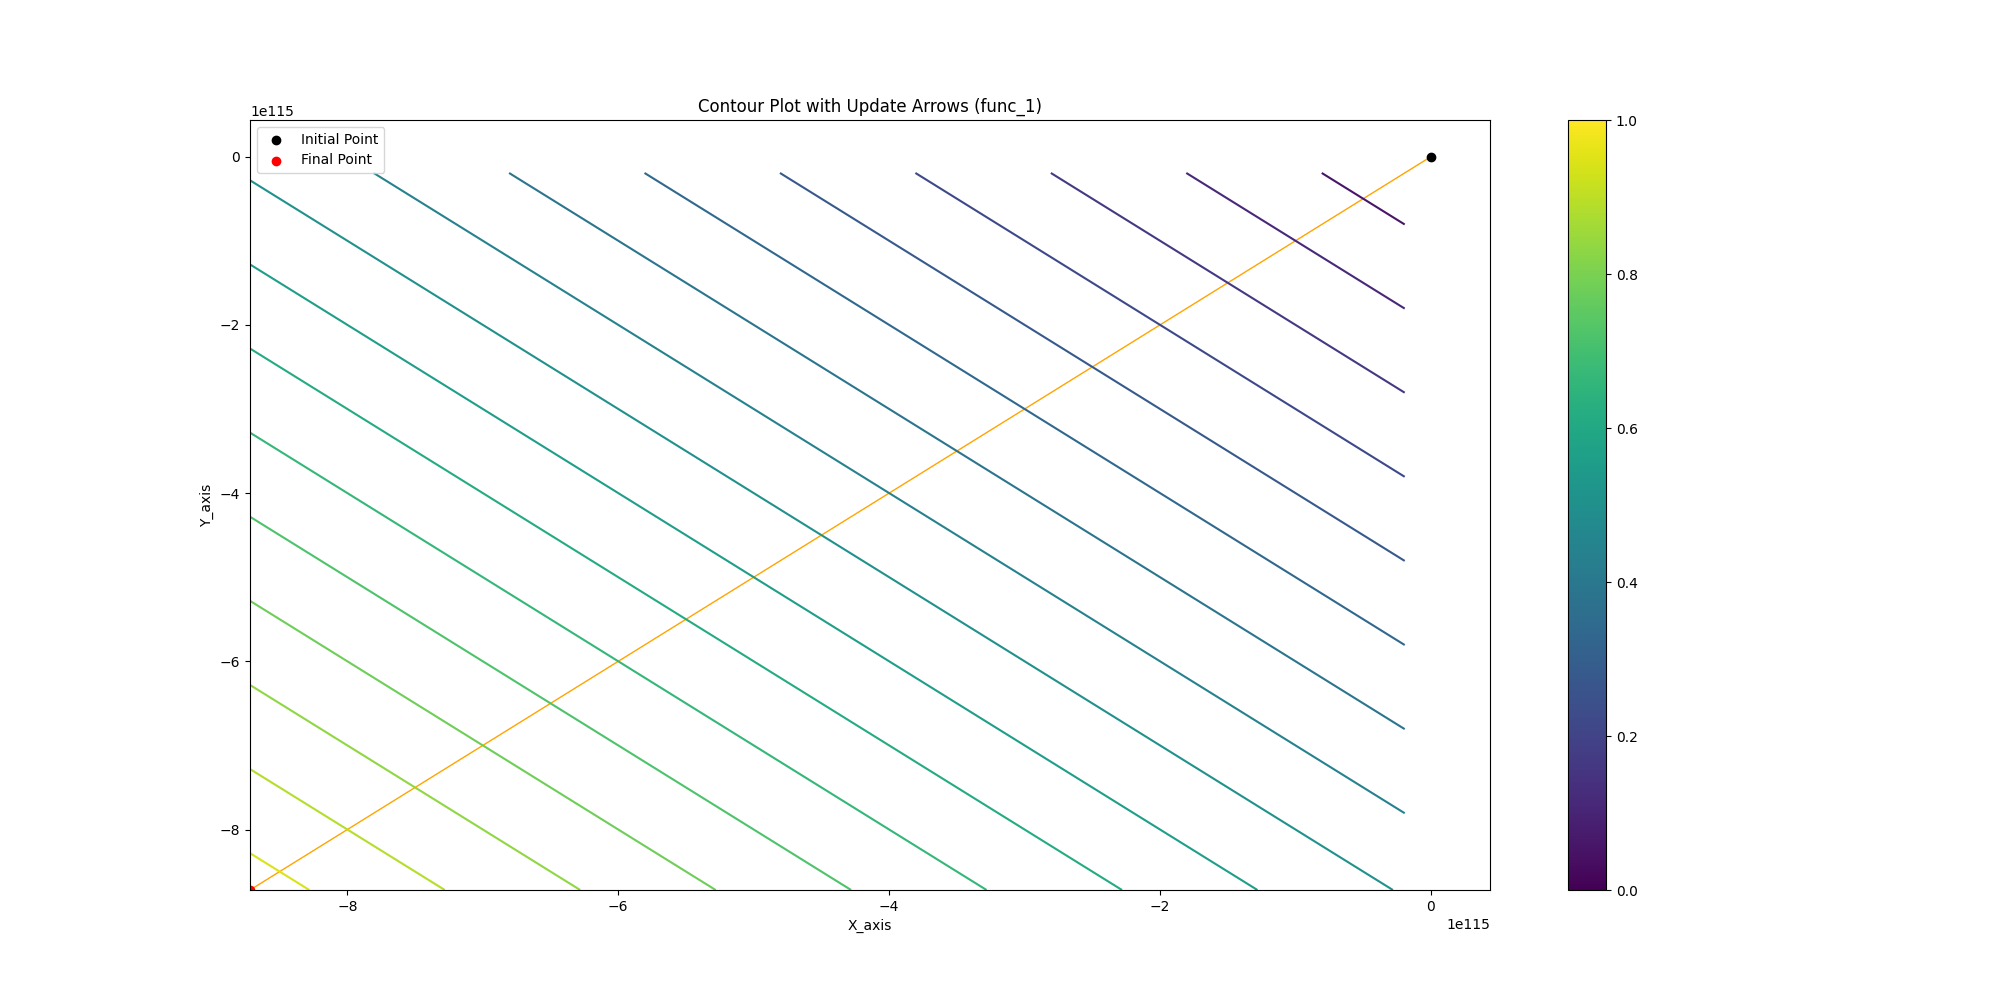 Contour Plot with Update Arrows (func_1)
1e115
Initial Point
Final Point
0
−2
−4
−6
−8
Y_axis
−8
−6
−4
−2
0
X_axis
1e115
1.0
0.8
0.6
0.4
0.2
0.0